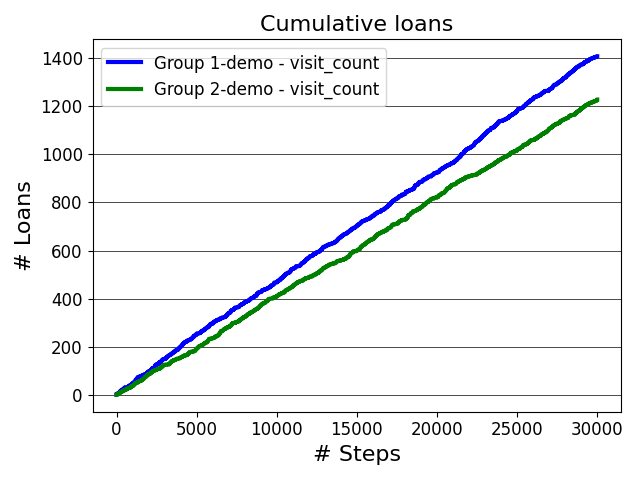 Cumulative loans
Group 1-demo - visit_count
Group 2-demo - visit_count
# Loans
1400
1200
1000
800
600
400
200
0
0 5000 10000 15000 20000 25000 30000
# Steps